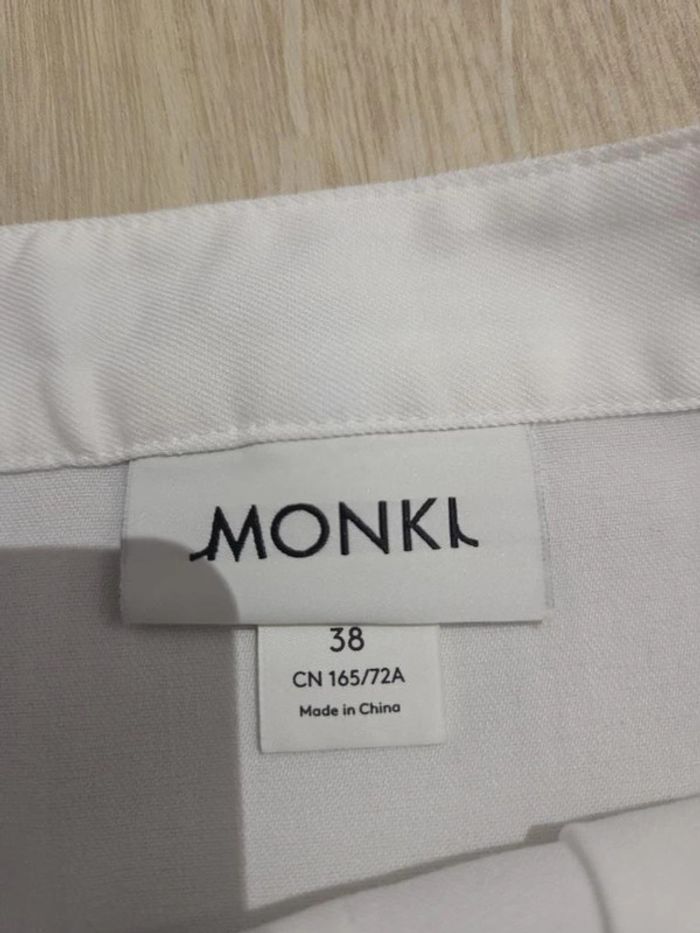 MONKI
38
CN 165/72A
Made in China